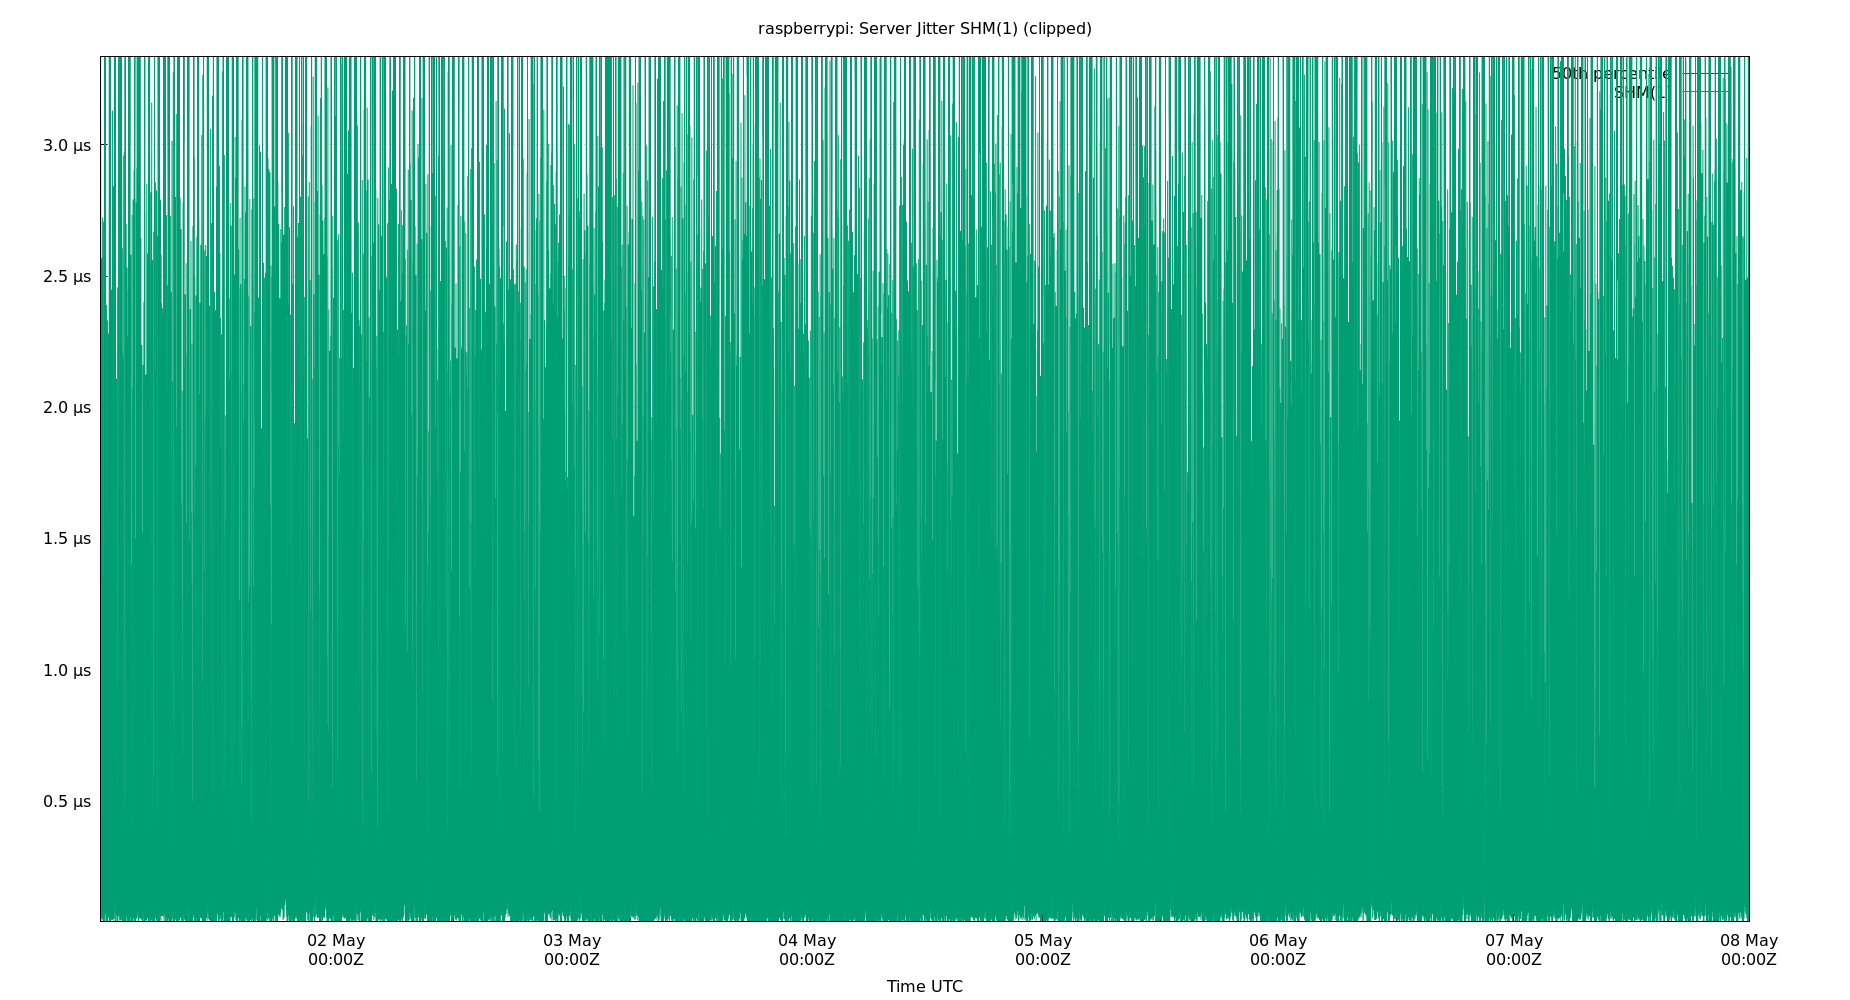 raspberrypi: Server Jitter SHM(1) (clipped)
50th percentile
SHM(1)
3.0 µs
2.5 µs
2.0 µs
1.5 µs
1.0 µs
0.5 µs
02 May 03 May 04 May 05 May 06 May 07 May 08 May
00:00Z 00:00Z 00:00Z 00:00Z 00:00Z 00:00Z 00:00Z
Time UTC